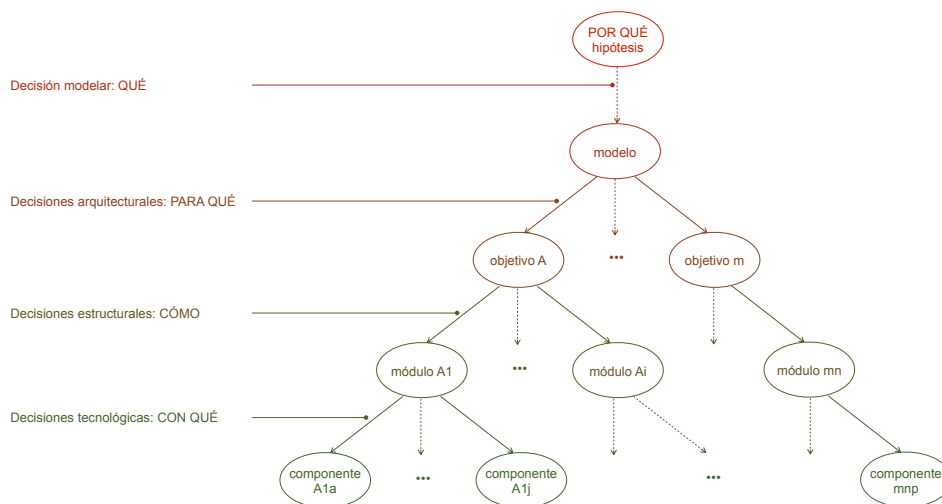 POR QUÉ
hipótesis
Decisión modelar: QUÉ
modelo
Decisiones arquitecturales: PARA QUÉ
objetivo A
...
objetivo m
Decisiones estructurales: CÓMO
módulo A1
...
módulo Ai
módulo mn
Decisiones tecnológicas: CON QUÉ
componente
A1a
...
componente
A1j
...
...
componente
mnp